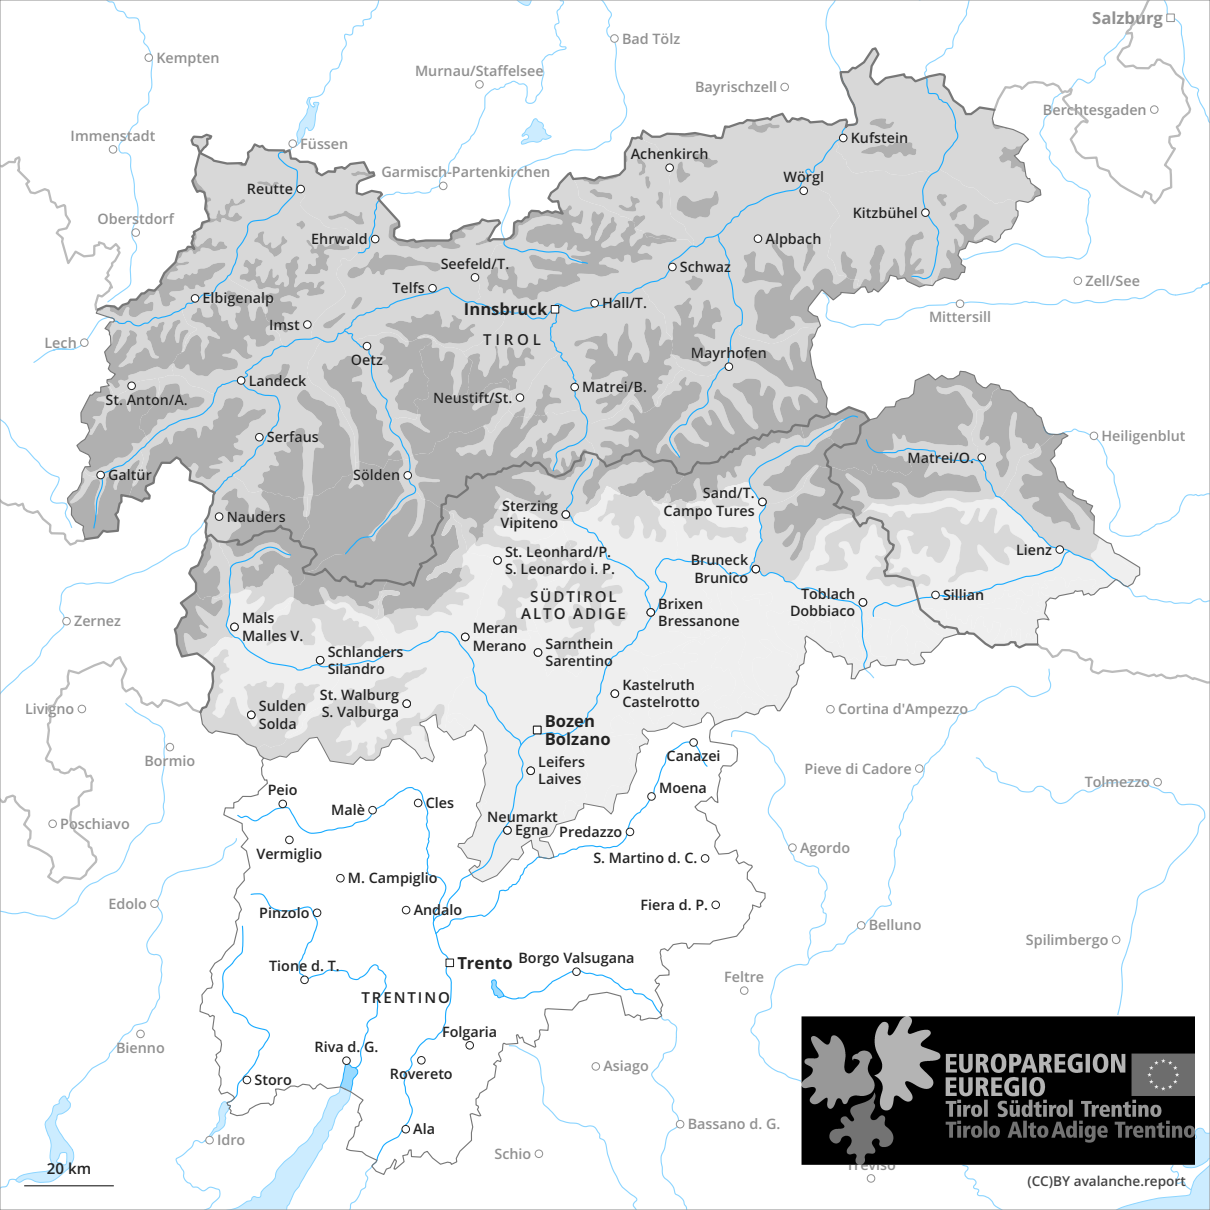 Salzburg
Bad Tölz
Kempten
Murnau/Staffelsee
Bayrischzell
Berchtesgaden
Immenstadt
Kufstein
Füssen
Achenkirch
Garmisch-Partenkirchen
Wörgl
Reutte
Oberstdorf
Kitzbühel
Ehrwald
Alpbach
Seefeld/T.
Schwaz
Zell/See
Telfs
Elbigenalp
Innsbruck
Hall/T.
Mittersill
Imst
Lech
TIROL
Oetz
Mayrhofen
Landeck
Matrei/B.
St. Anton/A.
Neustift/St.
Serfaus
Heiligenblut
Matrei/O.
Galtür
Sölden
Sand/T.
Campo Tures
Sterzing
Vipiteno
Nauders
St. Leonhard/P.
S. Leonardo i. P.
Lienz
Bruneck
Brunico
SÜDTIROL
ALTO ADIGE
Toblach
Dobbiaco
Sillian
Brixen
Bressanone
Zernez
Mals
Malles V.
Meran
Merano
Sarnthein
Sarentino
Schlanders
Silandro
Kastelruth
Castelrotto
St. Walburg
S. Valburga
Sulden
Solda
Livigno
Cortina d'Ampezzo
Bozen
Bolzano
Bormio
Canazei
Leifers
Laives
Pieve di Cadore
Tolmezzo
Peio
Moena
Malè
Cles
Poschiavo
Neumarkt
Egna
Predazzo
Vermiglio
Agordo
S. Martino d. C.
M. Campiglio
Edolo
Pinzolo
Andalo
Fiera d. P.
Belluno
Spilimbergo
Trento
Borgo Valsugana
Tione d. T.
Feltre
TRENTINO
Folgaria
Bienno
Riva d. G.
Rovereto
Asiago
Storo
EUROPAREGION
EUREGIO
Tirol Südtirol Trentino
Tirolo Alto Adige Trentino
Ala
Bassano d. G.
Idro
Schio
Treviso
20 km
(CC)BY avalanche.report